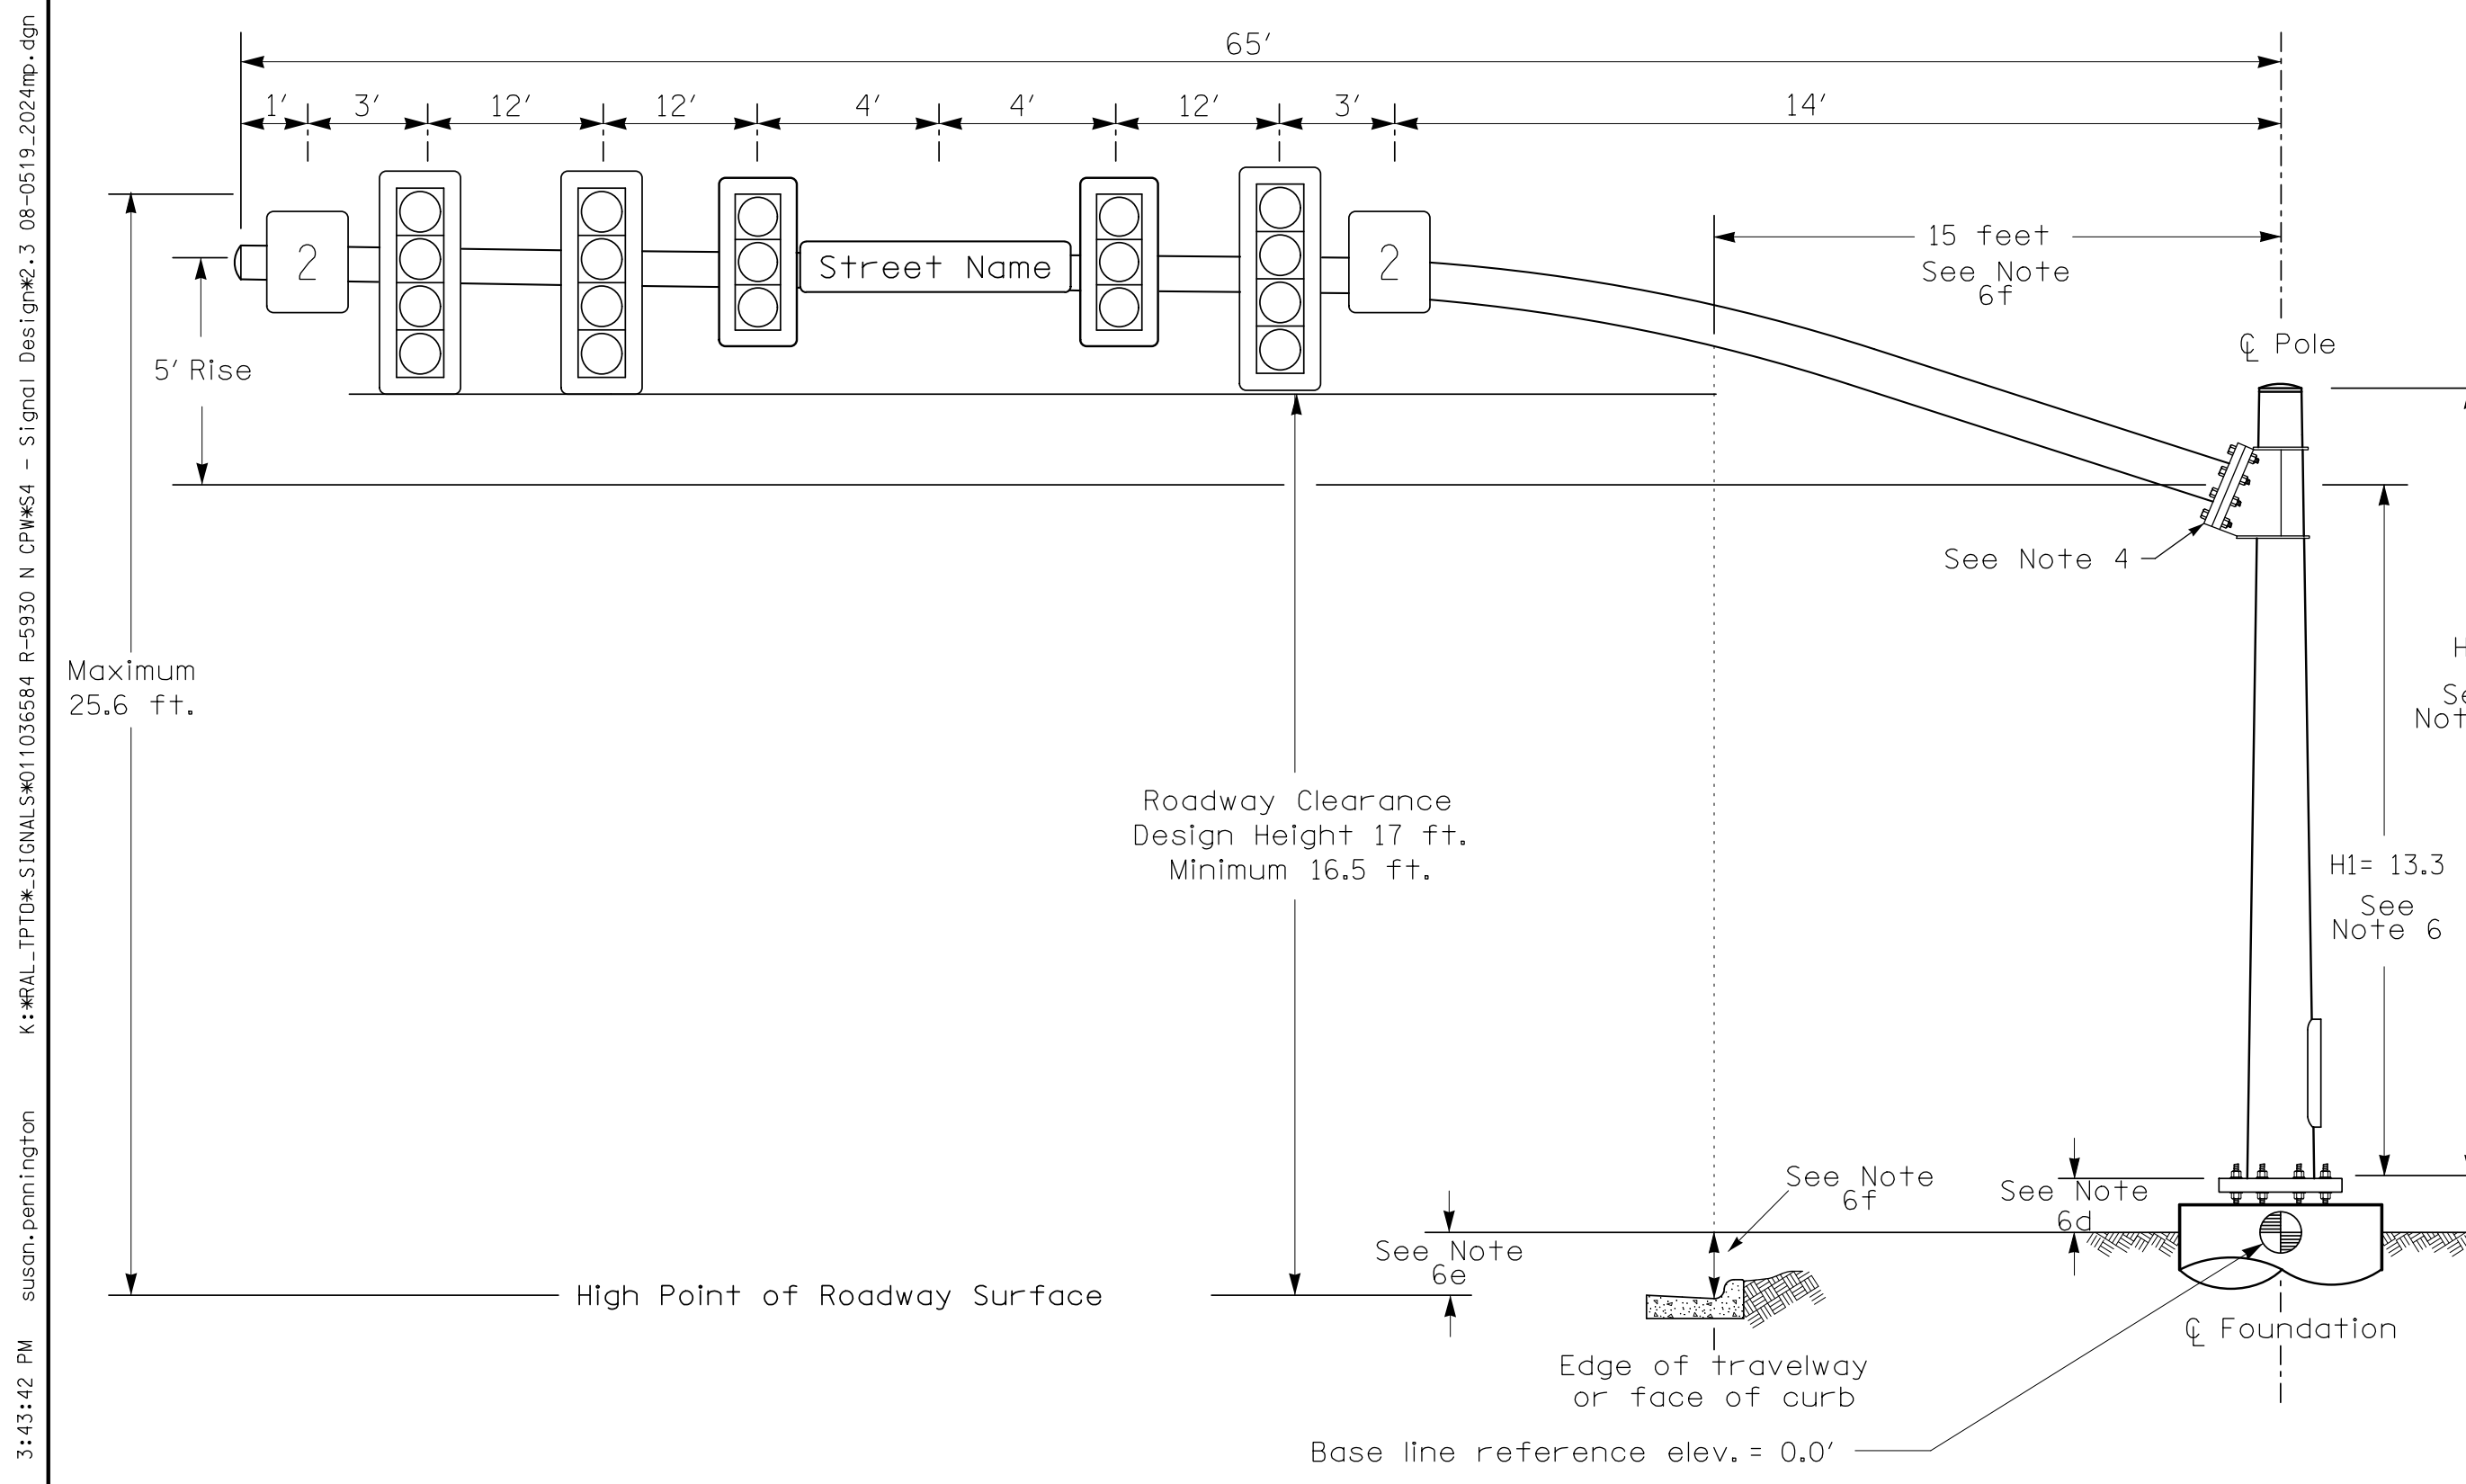 65'
1'
3'
12'
12'
4'
4'
12'
3'
14'
2
Street Name
2
15 feet
See Note
6f
℄ Pole
5' Rise
See Note 4
Maximum
25.6 ft.
Roadway Clearance
Design Height 17 ft.
Minimum 16.5 ft.
H1= 13.3
See
Note 6
See Note
6f
See Note
6d
See Note
6e
High Point of Roadway Surface
℄ Foundation
Edge of travelway
or face of curb
Base line reference elev. = 0.0'
K:*RAL_TPTO*_SIGNALS*011036584 R-5930 N CPW*S4 - Signal Design*2.3 08-0519_2024mp.dgn
susan.pennington
3:43:42 PM